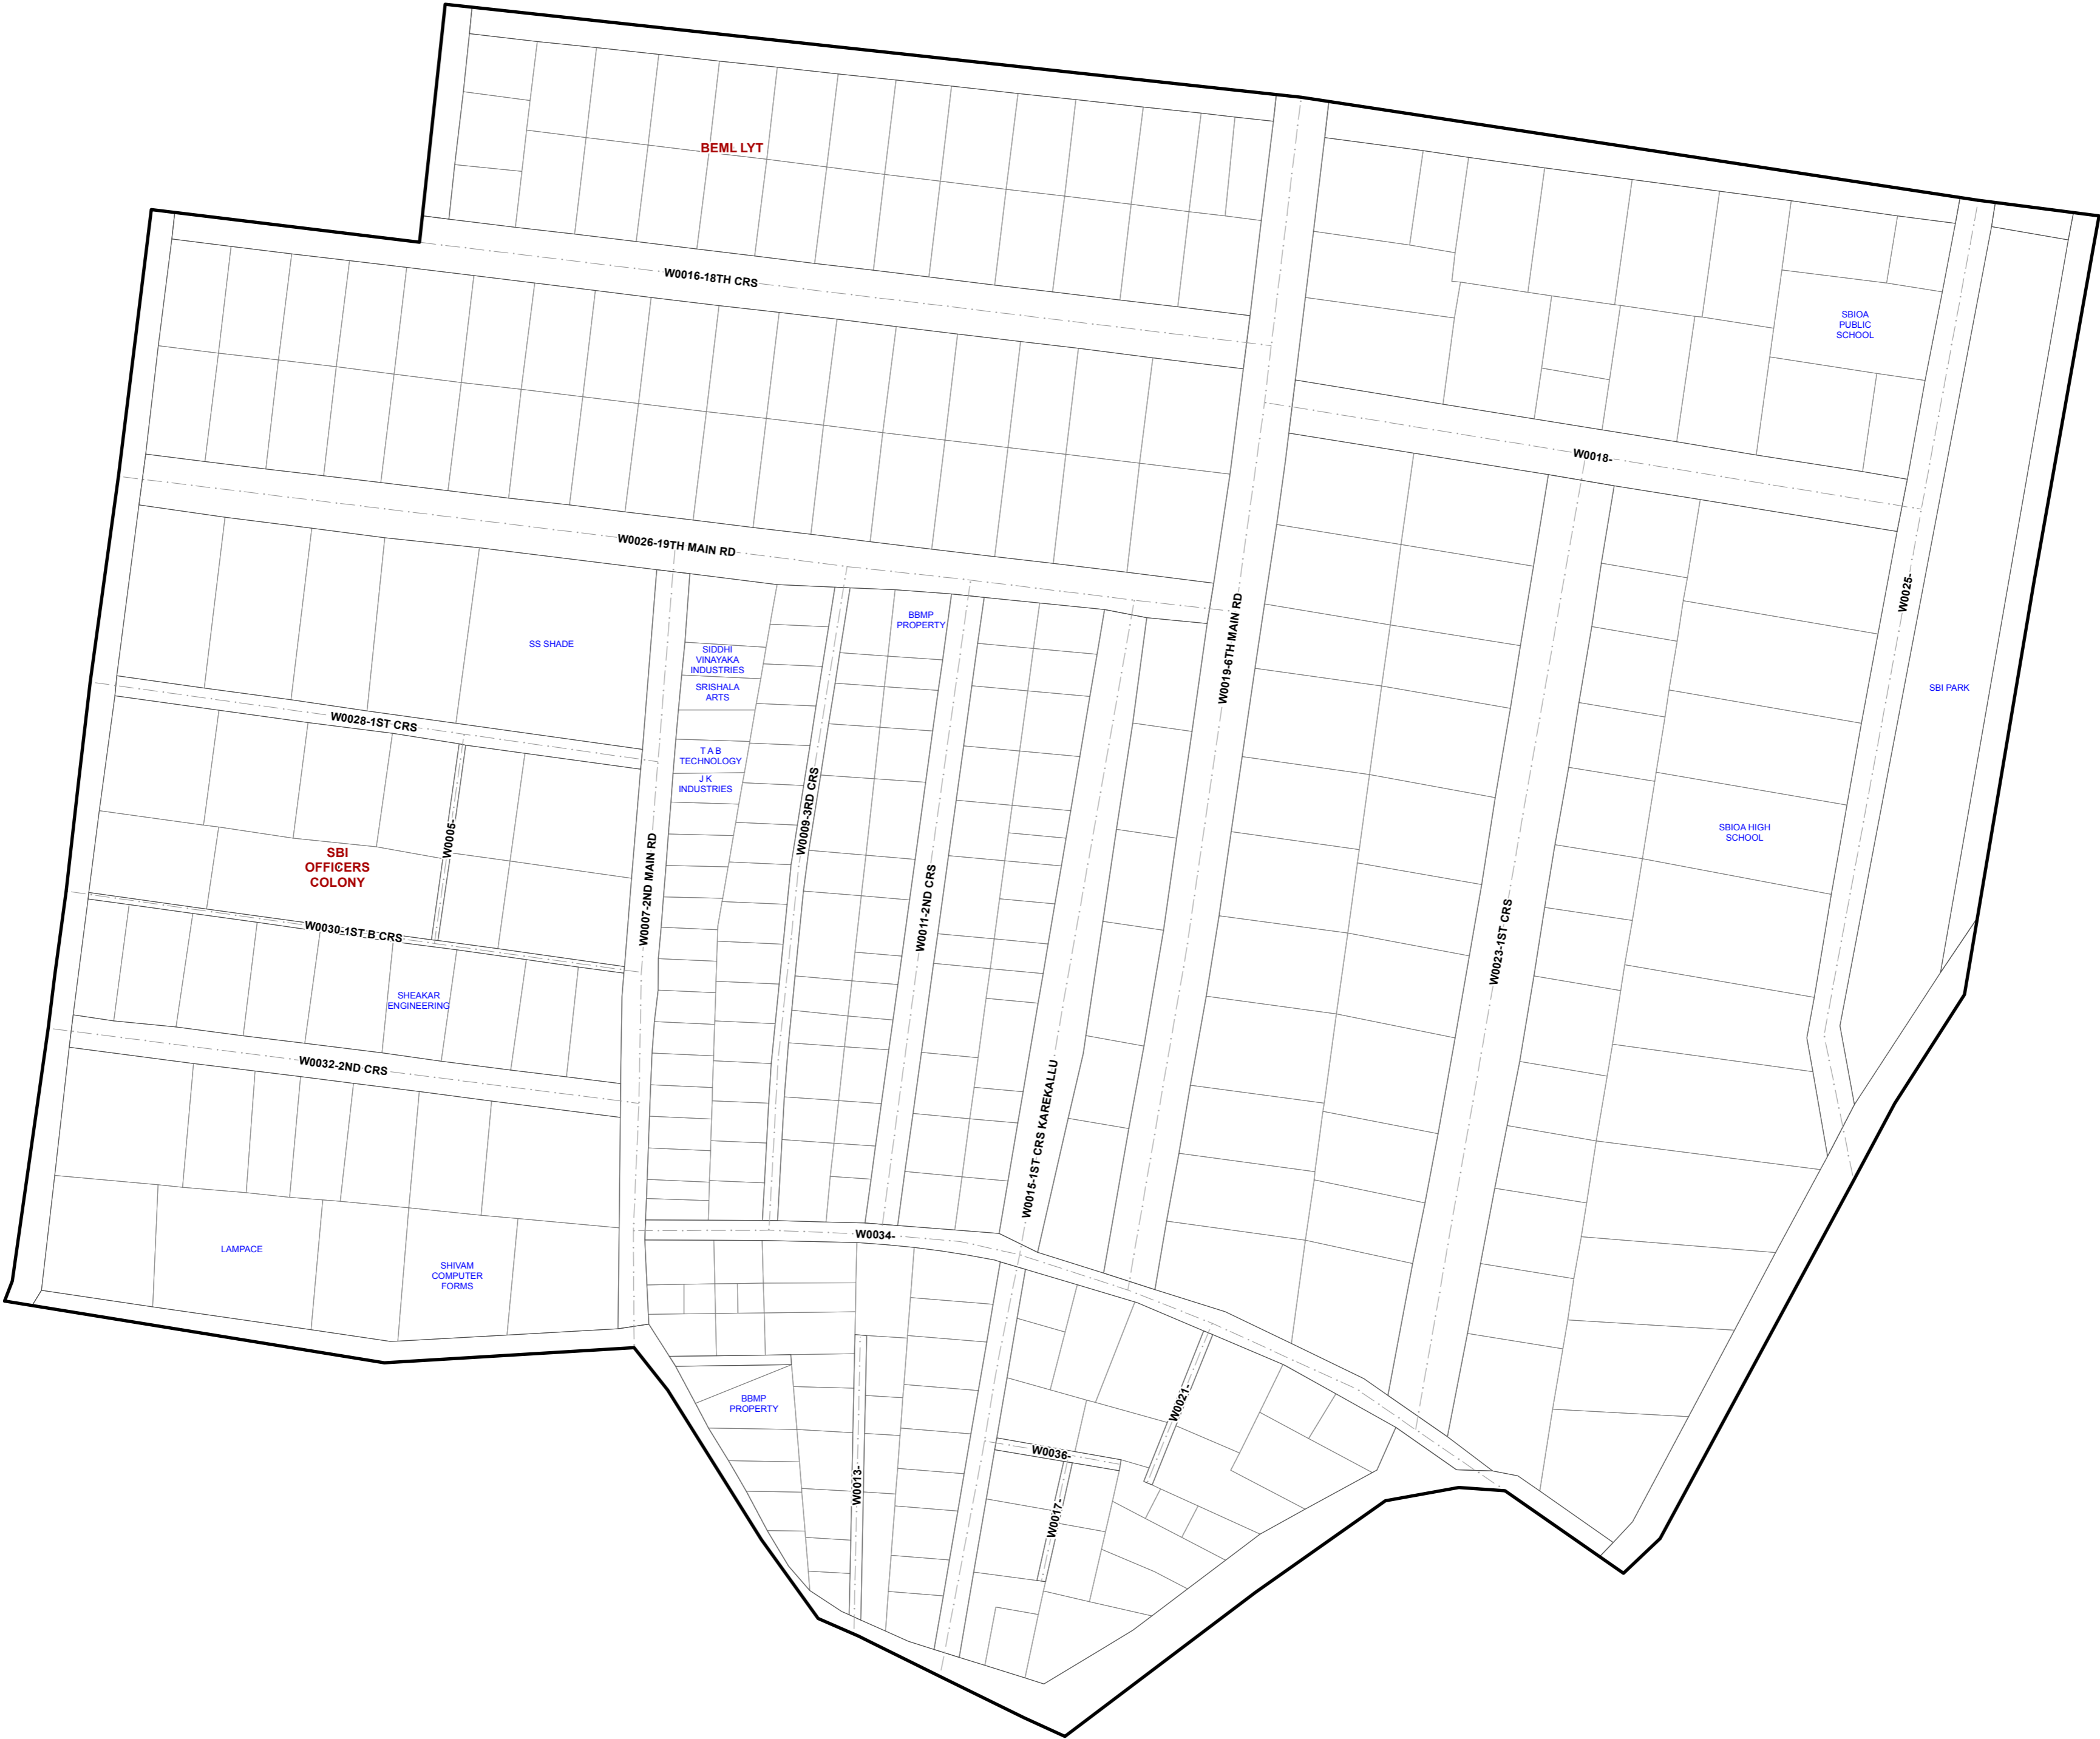 BEML LYT
W0016-18TH CRS
SBIOA
PUBLIC
SCHOOL
W0018-
W0026-19TH MAIN RD
W0025-
W0019-6TH MAIN RD
BBMP
PROPERTY
SS SHADE
SIDDHI
VINAYAKA
INDUSTRIES
SRISHALA
ARTS
SBI PARK
W0028-1ST CRS
T A B
TECHNOLOGY
J K
INDUSTRIES
W0009-3RD CRS
W0005-
SBIOA HIGH
SCHOOL
SBI
OFFICERS
COLONY
W0007-2ND MAIN RD
W0011-2ND CRS
W0030-1ST B CRS
W0023-1ST CRS
SHEAKAR
ENGINEERING
W0032-2ND CRS
W0015-1ST CRS KAREKALLU
W0034-
LAMPACE
SHIVAM
COMPUTER
FORMS
BBMP
PROPERTY
W0021-
W0036-
W0013-
W0017-